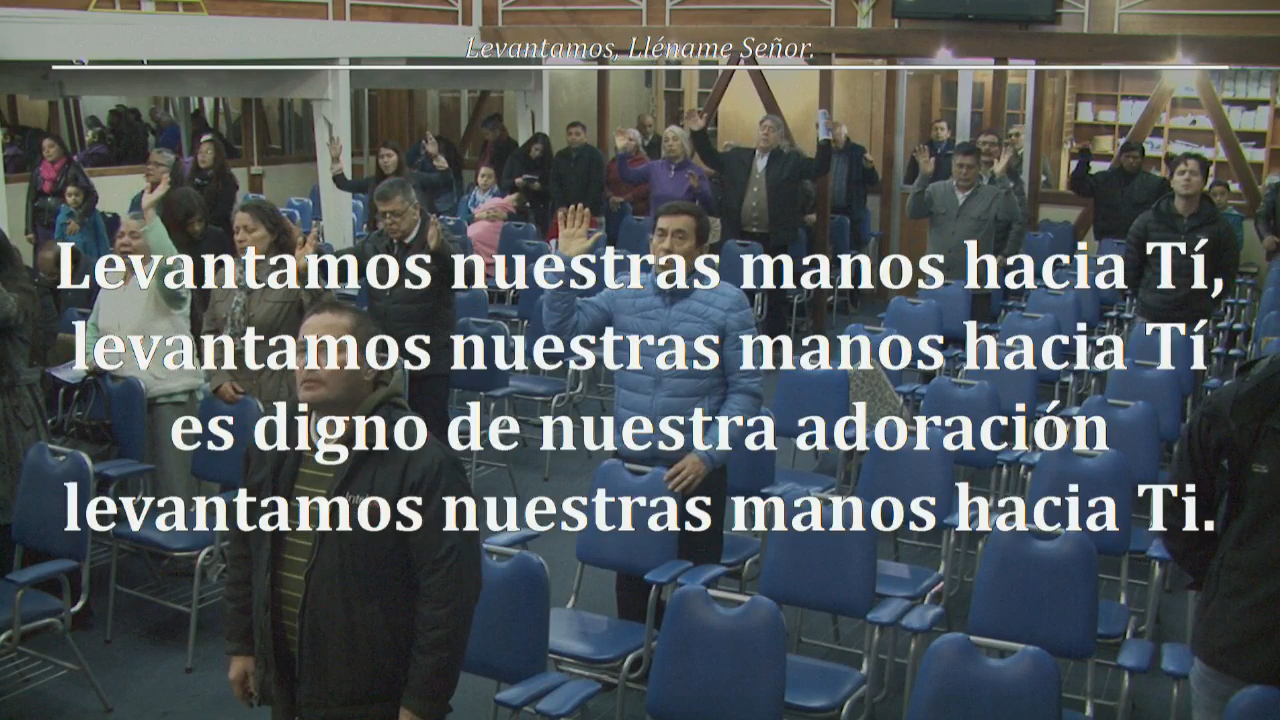 Levantamos, Lléname Señor.
Levantamos nuestras manos hacia Tí,
levantamos nuestras manos hacia Tí
es digno de nuestra adoración
levantamos nuestras manos hacia Ti.